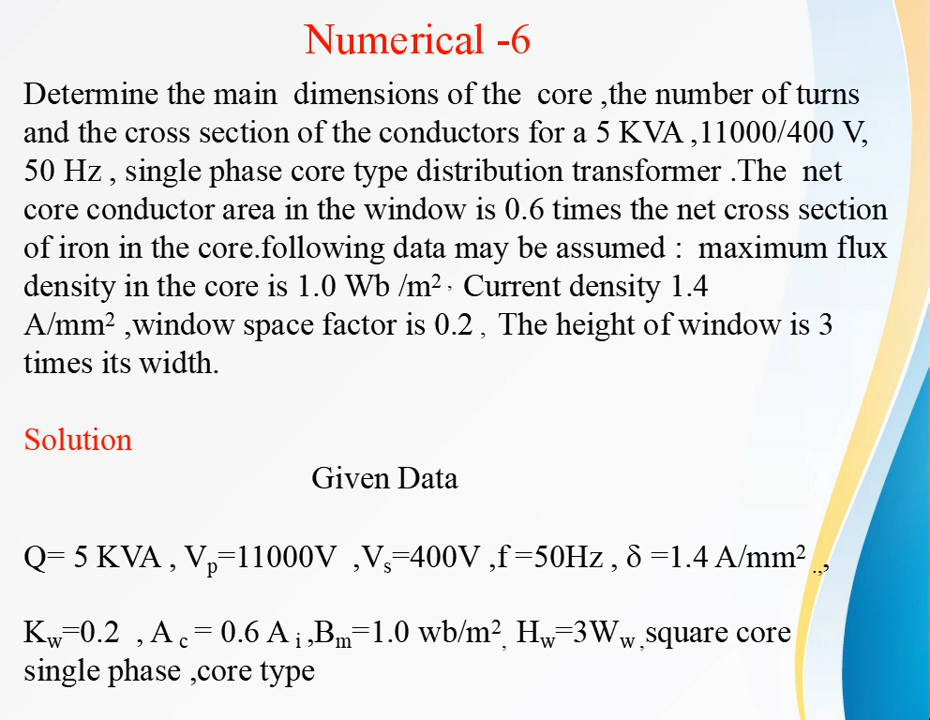 Numerical -6
Determine the main dimensions of the core ,the number of turns
and the cross section of the conductors for a 5 KVA ,11000/400 V,
50 Hz , single phase core type distribution transformer .The net
core conductor area in the window is 0.6 times the net cross section
of iron in the core.following data may be assumed : maximum flux
density in the core is 1.0 Wb /m² , Current density 1.4
A/mm² ,window space factor is 0.2 , The height of window is 3
times its width.
Solution
Given Data
Q= 5 KVA , Vₚ=11000V ,Vₛ=400V ,f =50Hz , δ =1.4 A/mm² .,,
K_w=0.2 , A _c = 0.6 A _i ,B_m=1.0 wb/m², H_w=3W_w ,square core
single phase ,core type